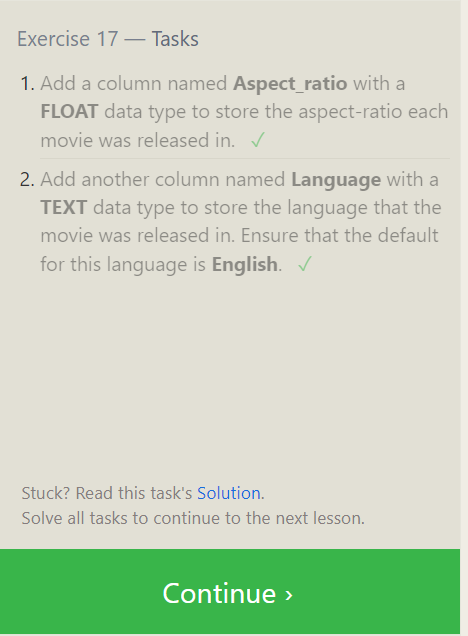 Exercise 17 — Tasks
1. Add a column named Aspect_ratio with a
FLOAT data type to store the aspect-ratio each
movie was released in. ✓
2. Add another column named Language with a
TEXT data type to store the language that the
movie was released in. Ensure that the default
for this language is English. ✓
Stuck? Read this task's Solution.
Solve all tasks to continue to the next lesson.
Continue ›